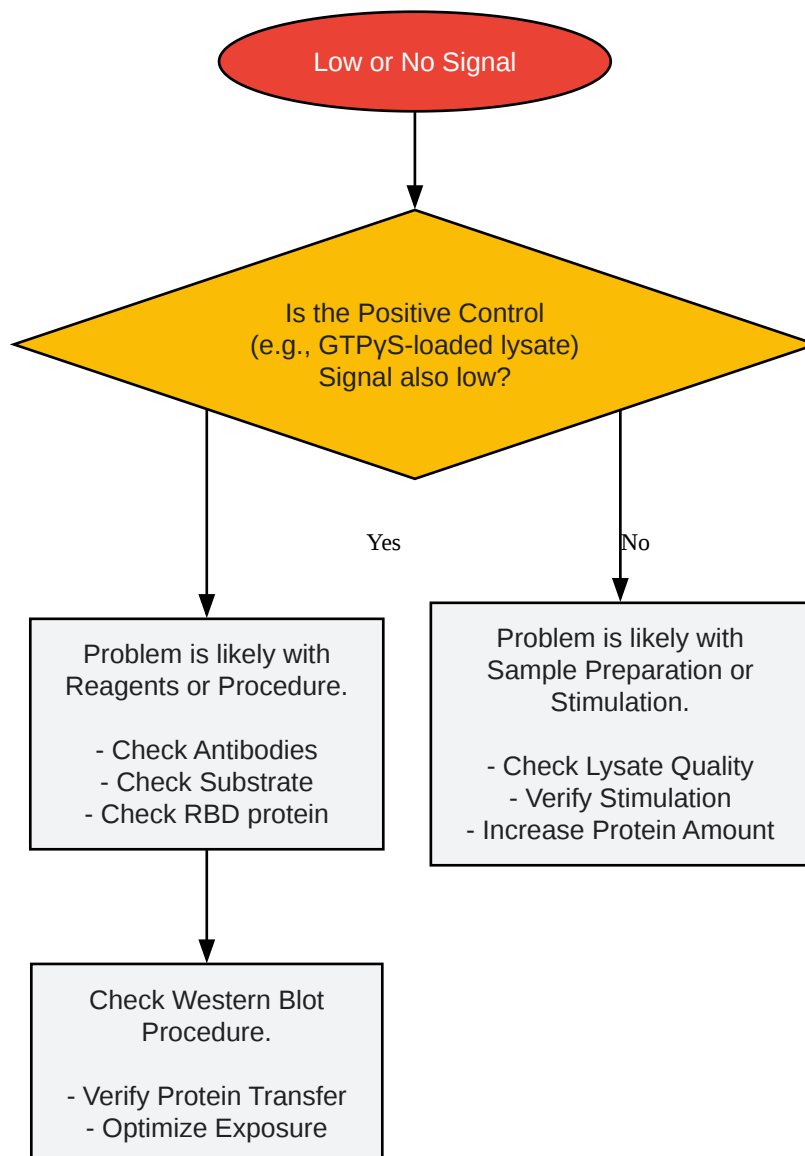 Low or No Signal
Is the Positive Control
(e.g., GTPγS-loaded lysate)
Signal also low?
Yes
No
Problem is likely with
Reagents or Procedure.
- Check Antibodies
- Check Substrate
- Check RBD protein
Problem is likely with
Sample Preparation or
Stimulation.
- Check Lysate Quality
- Verify Stimulation
- Increase Protein Amount
Check Western Blot
Procedure.
- Verify Protein Transfer
- Optimize Exposure